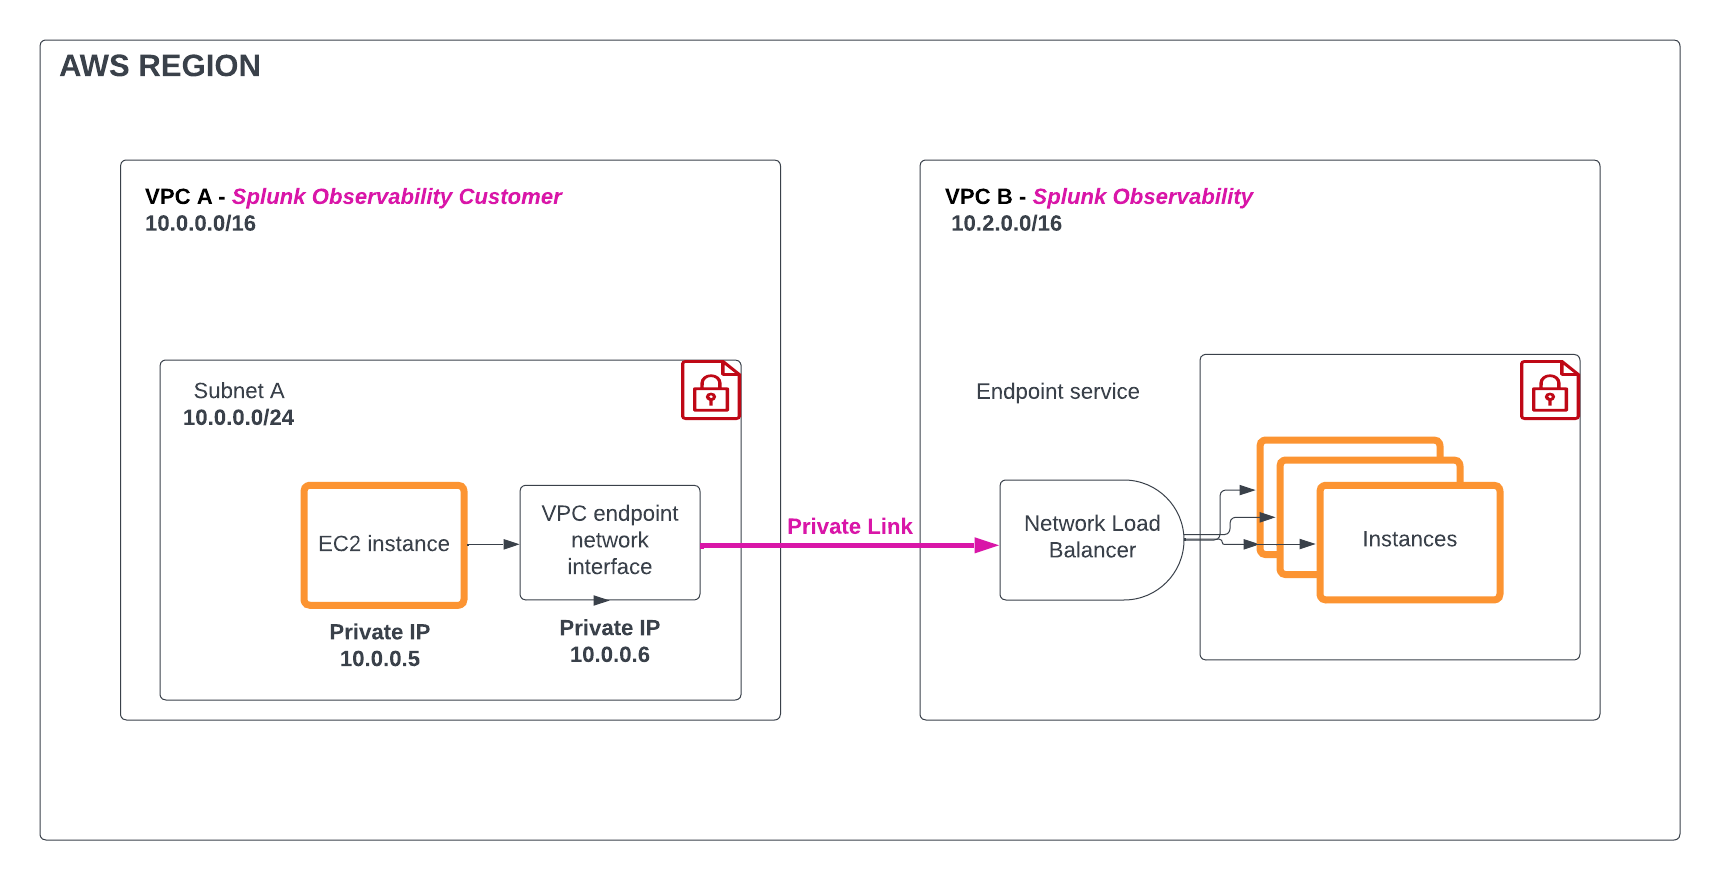 AWS REGION
VPC A - Splunk Observability Customer
10.0.0.0/16
Subnet A
10.0.0.0/24
EC2 instance
Private IP
10.0.0.5
VPC endpoint
network
interface
Private IP
10.0.0.6
Private Link
VPC B - Splunk Observability
10.2.0.0/16
Endpoint service
Network Load
Balancer
Instances